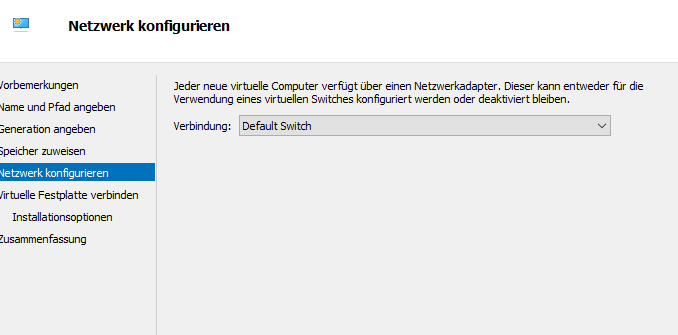 Netzwerk konfigurieren
Vorbemerkungen
Name und Pfad angeben
Generation angeben
Speicher zuweisen
Netzwerk konfigurieren
Virtuelle Festplatte verbinden
Installationsoptionen
Zusammenfassung
Jeder neue virtuelle Computer verfügt über einen Netzwerkadapter. Dieser kann entweder für die
Verwendung eines virtuellen Switches konfiguriert werden oder deaktiviert bleiben.
Verbindung: Default Switch